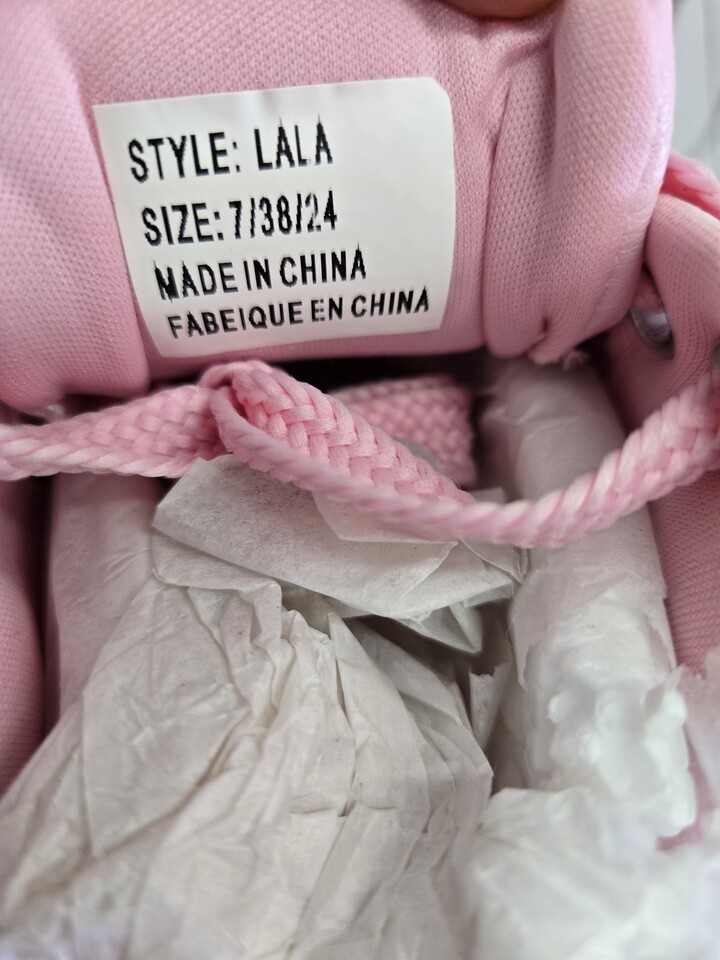 STYLE: LALA
SIZE: 7/38/24
MADE IN CHINA
FABEIQUE EN CHINA